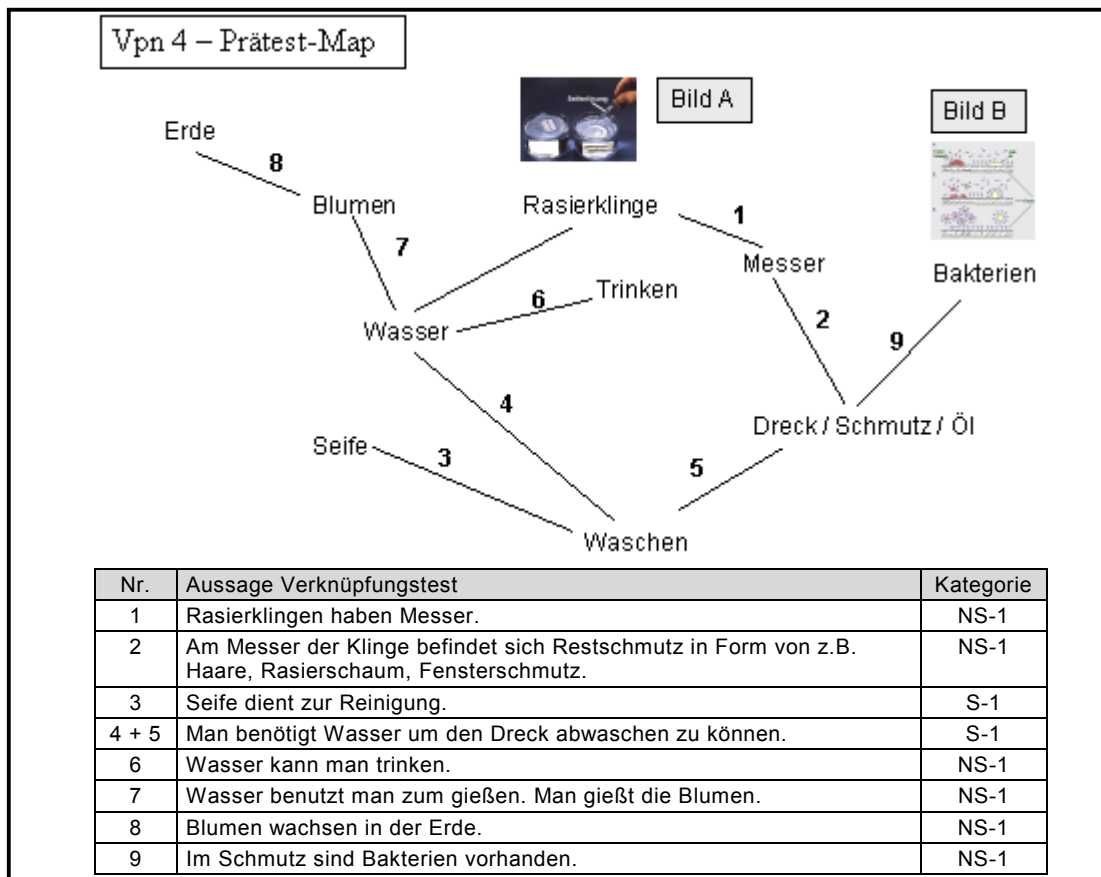 Vpn 4 – Prätest-Map
Bild A
Bild B
Seifenlösung
Erde
8
Blumen
Rasierklinge
1
7
Messer
Bakterien
6
Trinken
Wasser
2
9
4
Dreck / Schmutz / Öl
Seife
3
5
Waschen
Nr. Aussage Verknüpfungstest Kategorie
1 Rasierklingen haben Messer. NS-1
2 Am Messer der Klinge befindet sich Restschmutz in Form von z.B. NS-1
Haare, Rasierschaum, Fensterschmutz.
3 Seife dient zur Reinigung. S-1
4 + 5 Man benötigt Wasser um den Dreck abwaschen zu können. S-1
6 Wasser kann man trinken. NS-1
7 Wasser benutzt man zum gießen. Man gießt die Blumen. NS-1
8 Blumen wachsen in der Erde. NS-1
9 Im Schmutz sind Bakterien vorhanden. NS-1